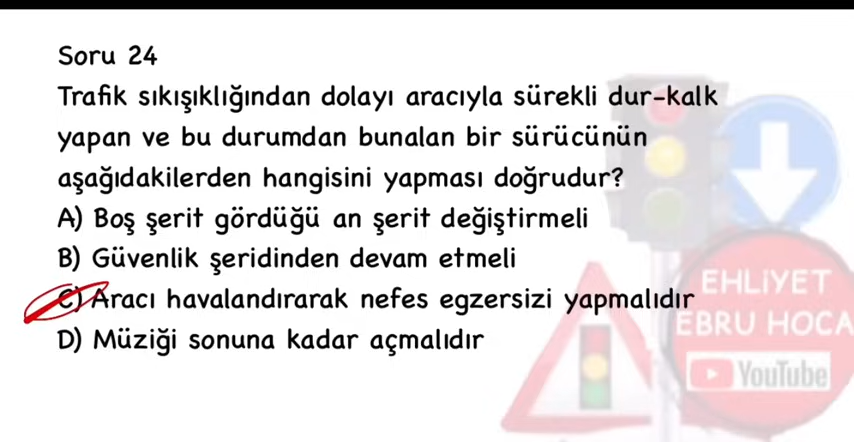 Soru 24
Trafik sıkışıklığından dolayı aracıyla sürekli dur-kalk
yapan ve bu durumdan bunalan bir sürücünün
aşağıdakilerden hangisini yapması doğrudur?
A) Boş şerit gördüğü an şerit değiştirmeli
B) Güvenlik şeridinden devam etmeli
C) Aracı havalandırarak nefes egzersizi yapmalıdır
D) Müziği sonuna kadar açmalıdır
EHLİYET
EBRU HOCA
YouTube